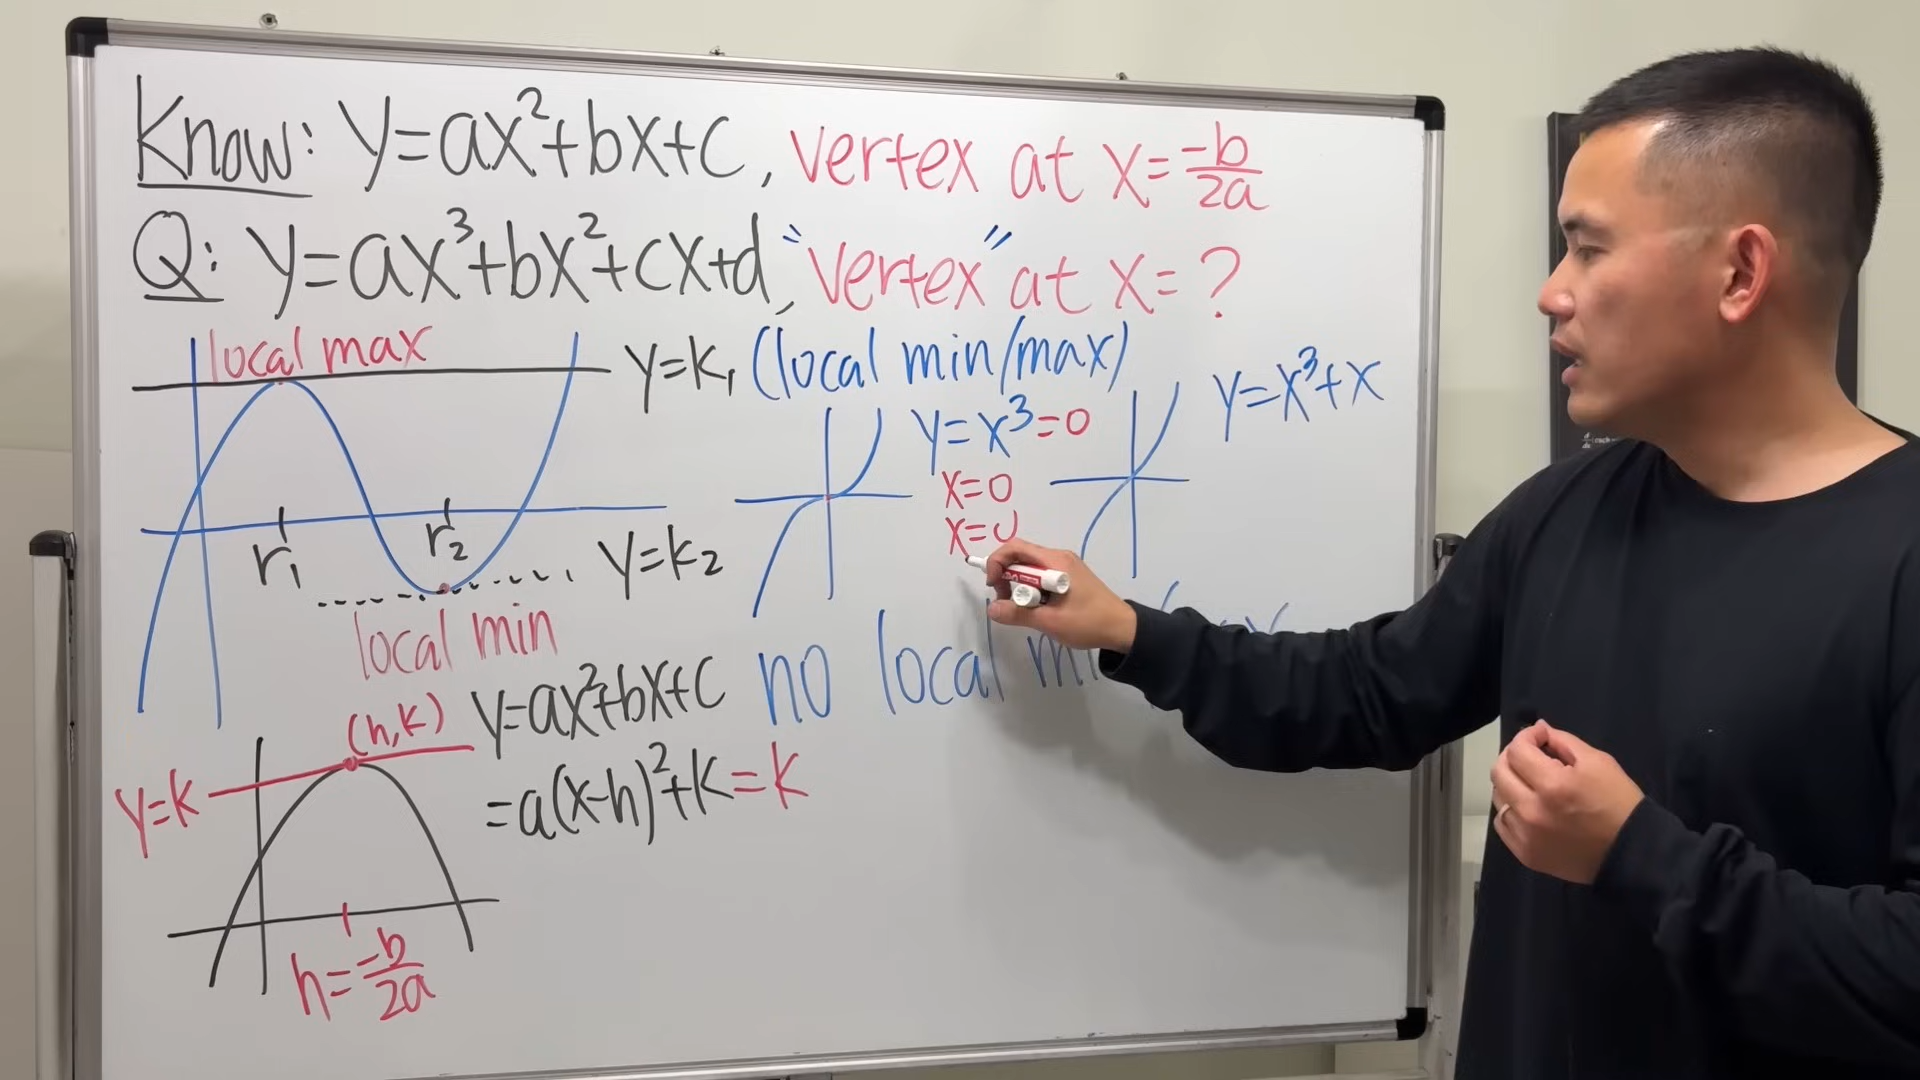 Know: y=ax²+bx+c, vertex at x=-b/2a
Q: y=ax³+bx²+cx+d, "vertex" at x=?
local max
y=k₁ (local min/max)
y=x³=0
x=0
x=0
y=x³+x
r₁
r₂
y=k₂
local min
no local
(h,k)
y=k
y=ax²+bx+c
=a(x-h)²+k=k
h=-b/2a